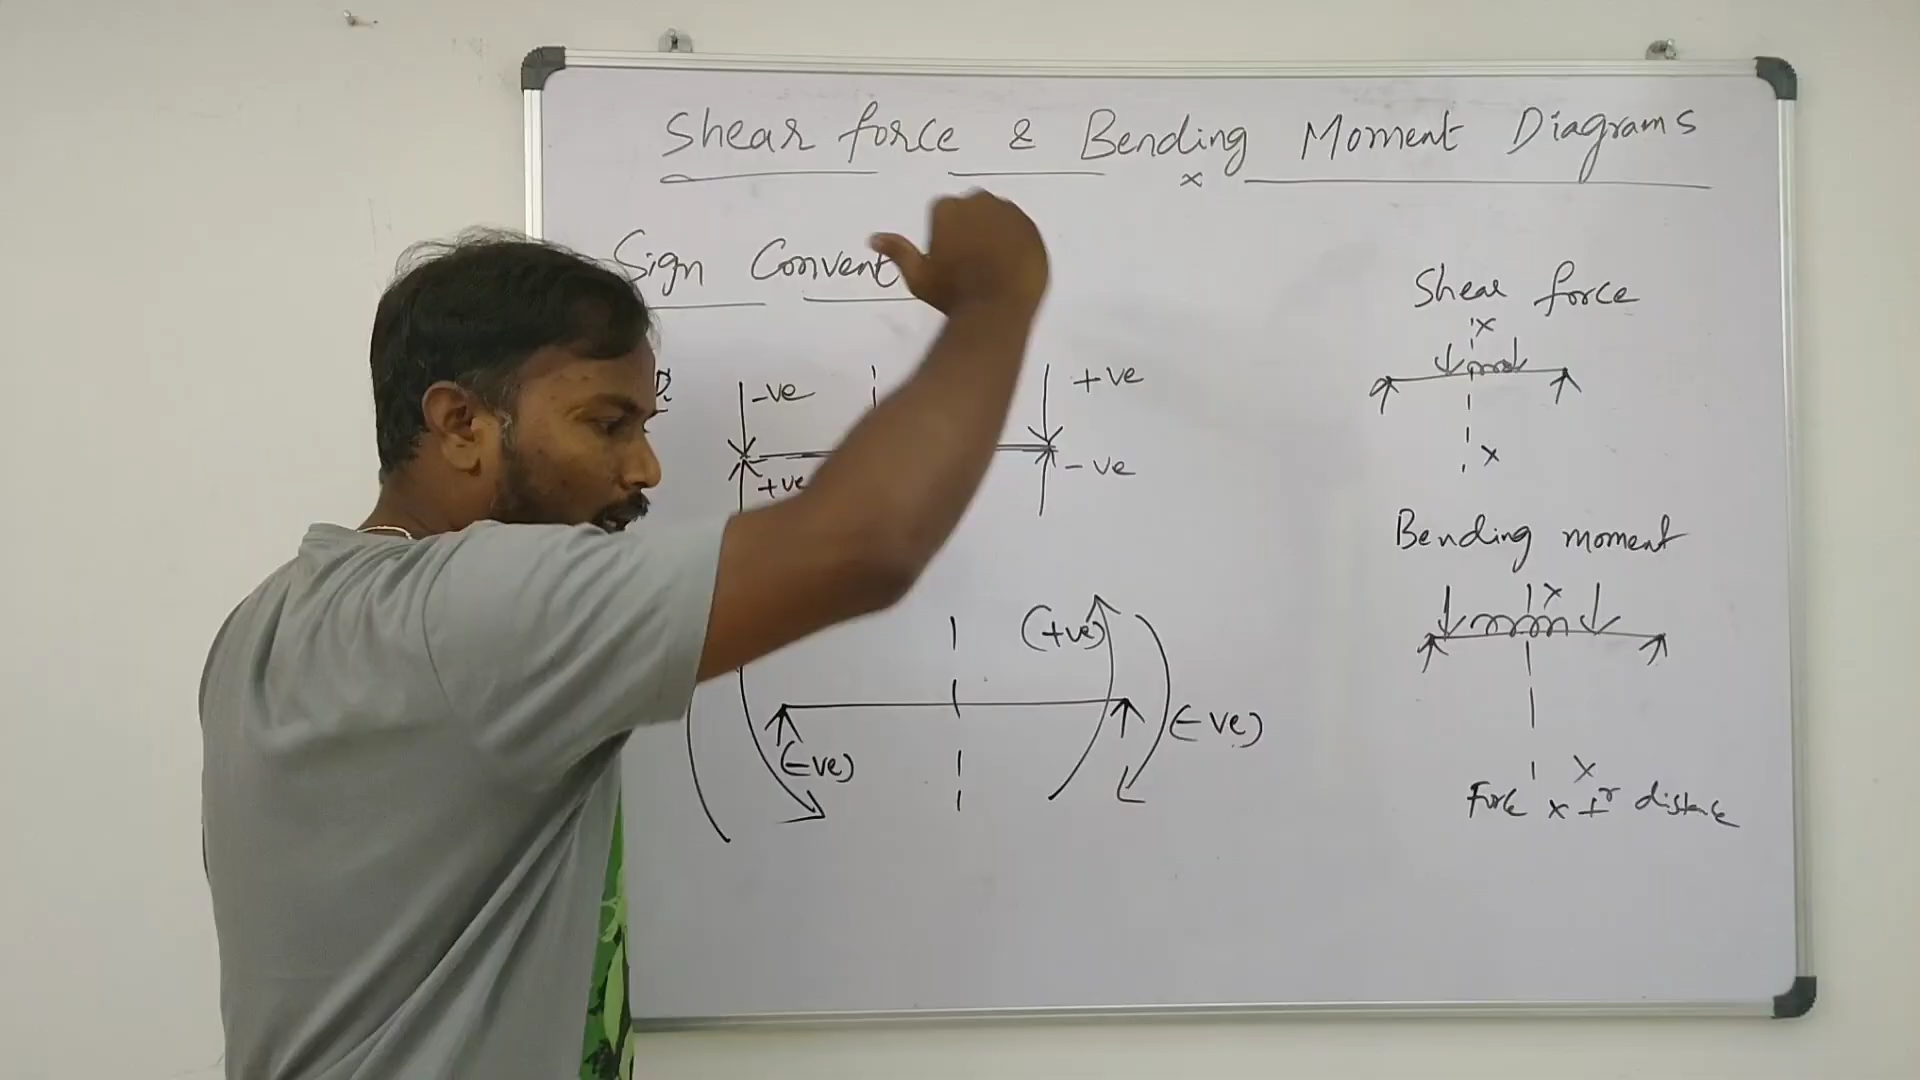 Shear force & Bending Moment Diagrams
Sign Convent
-ve
+ve
+ve
-ve
(+ve)
(-ve)
(-ve)
Shear force
x
x
Bending moment
x
x
Force x ⊥r distance